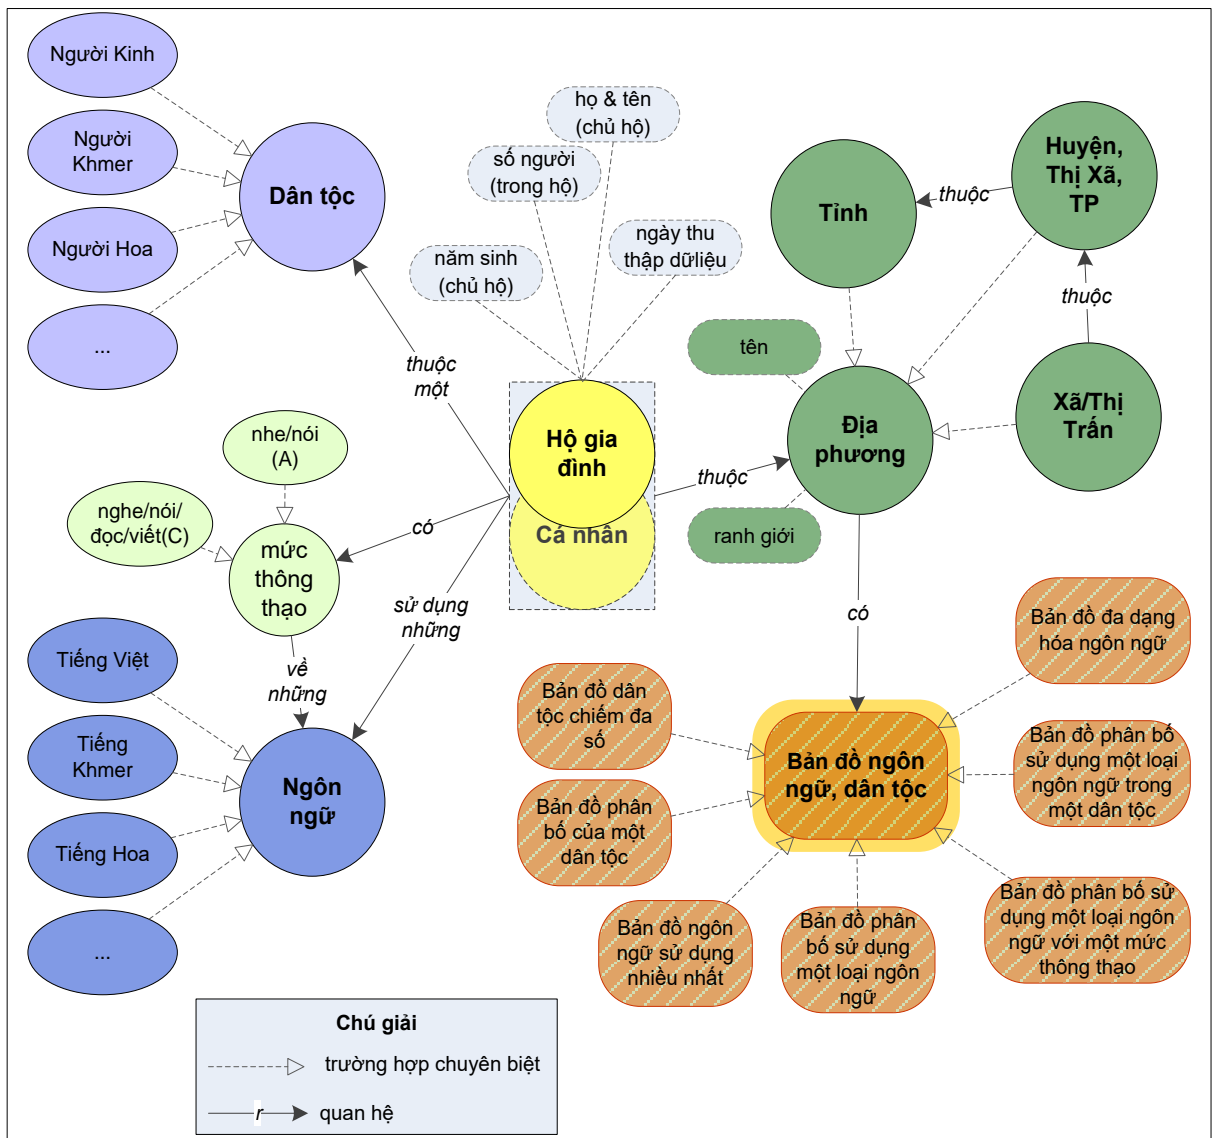 Người Kinh
Người
Khmer
Người Hoa
...
Dân tộc
họ & tên
(chủ hộ)
số người
(trong hộ)
ngày thu
thập dữliệu
năm sinh
(chủ hộ)
Tỉnh
Huyện,
Thị Xã,
TP
thuộc
thuộc
Xã/Thị
Trấn
tên
Địa
phương
ranh giới
thuộc
một
Hộ gia
đình
Cá nhân
thuộc
nhe/nói
(A)
nghe/nói/
đọc/viết(C)
mức
thông
thạo
có
sử dụng
những
về
những
có
Tiếng Việt
Tiếng
Khmer
Tiếng Hoa
...
Ngôn
ngữ
Bản đồ đa dạng
hóa ngôn ngữ
Bản đồ dân
tộc chiếm đa
số
Bản đồ ngôn
ngữ, dân tộc
Bản đồ phân bố
sử dụng một loại
ngôn ngữ trong
một dân tộc
Bản đồ phân
bố của một
dân tộc
Bản đồ ngôn
ngữ sử dụng
nhiều nhất
Bản đồ phân
bố sử dụng
một loại ngôn
ngữ
Bản đồ phân bố sử
dụng một loại ngôn
ngữ với một mức
thông thạo
Chú giải
trường hợp chuyên biệt
r
quan hệ